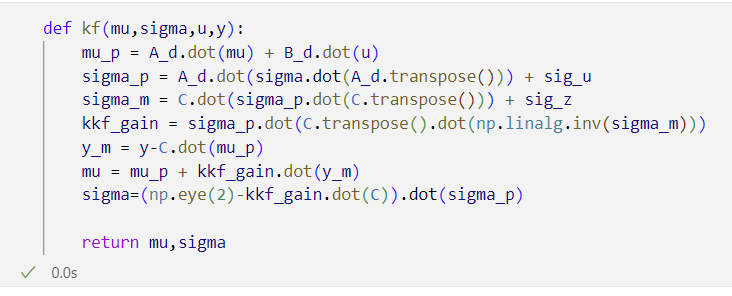 def kf(mu,sigma,u,y):
    mu_p = A_d.dot(mu) + B_d.dot(u)
    sigma_p = A_d.dot(sigma.dot(A_d.transpose())) + sig_u
    sigma_m = C.dot(sigma_p.dot(C.transpose())) + sig_z
    kkf_gain = sigma_p.dot(C.transpose().dot(np.linalg.inv(sigma_m)))
    y_m = y-C.dot(mu_p)
    mu = mu_p + kkf_gain.dot(y_m)
    sigma=(np.eye(2)-kkf_gain.dot(C)).dot(sigma_p)

    return mu,sigma
✓ 0.0s